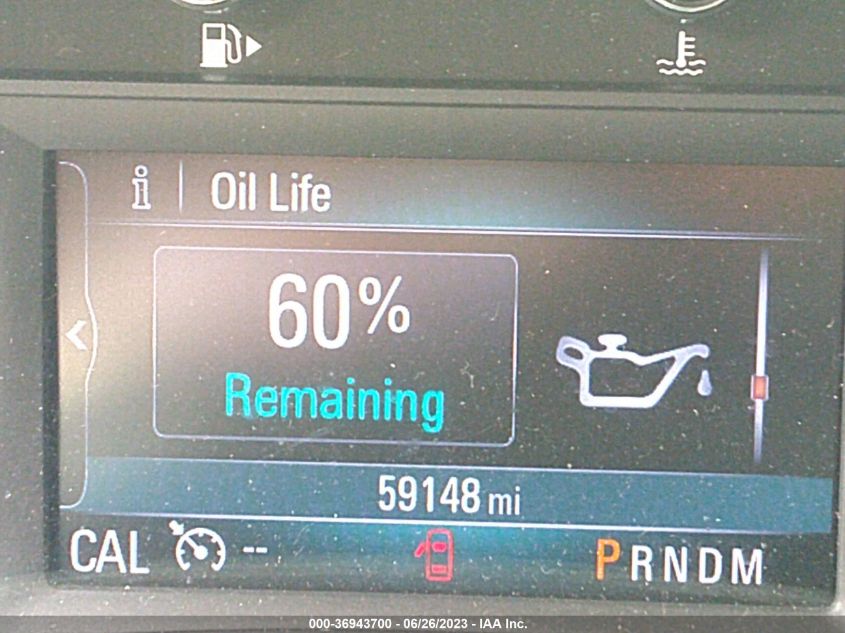 i Oil Life
60%
Remaining
59148 mi
CAL -- PRNDM
000-36943700 / 06/26/2023 - IAA Inc.